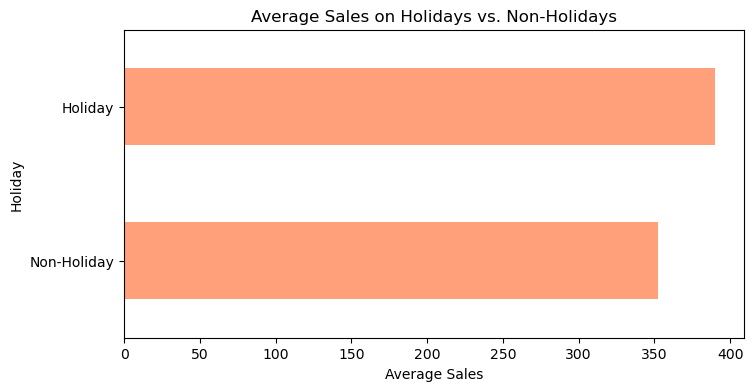 Average Sales on Holidays vs. Non-Holidays
Holiday
Holiday
Non-Holiday
0 50 100 150 200 250 300 350 400
Average Sales